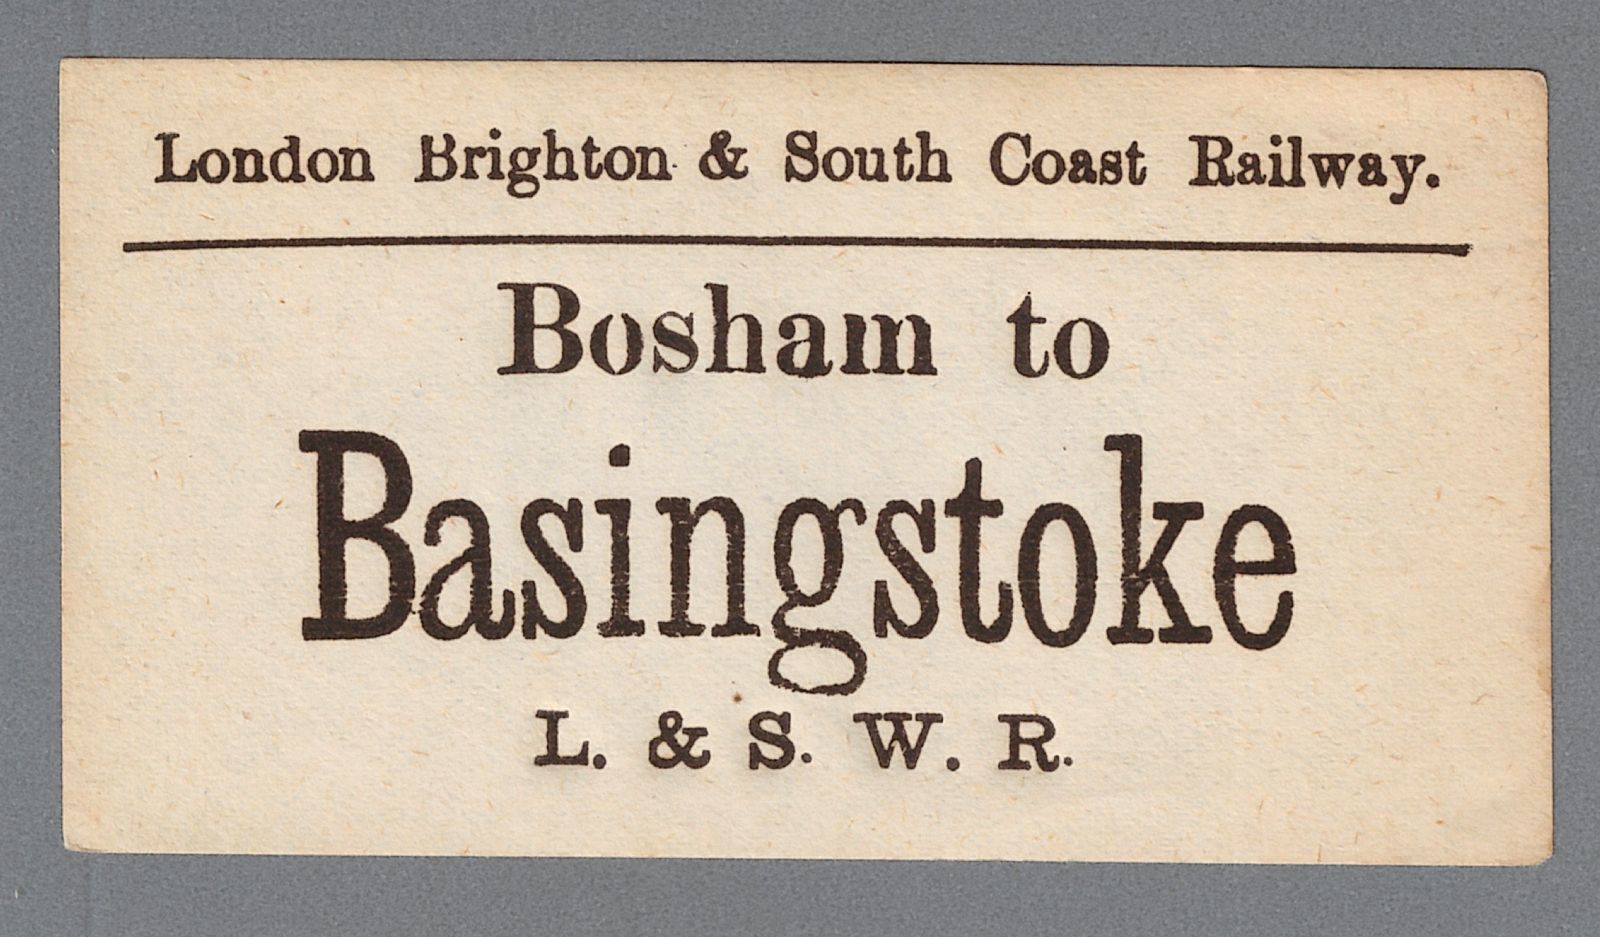 London Brighton & South Coast Railway.
Bosham to
Basingstoke
L. & S. W. R.